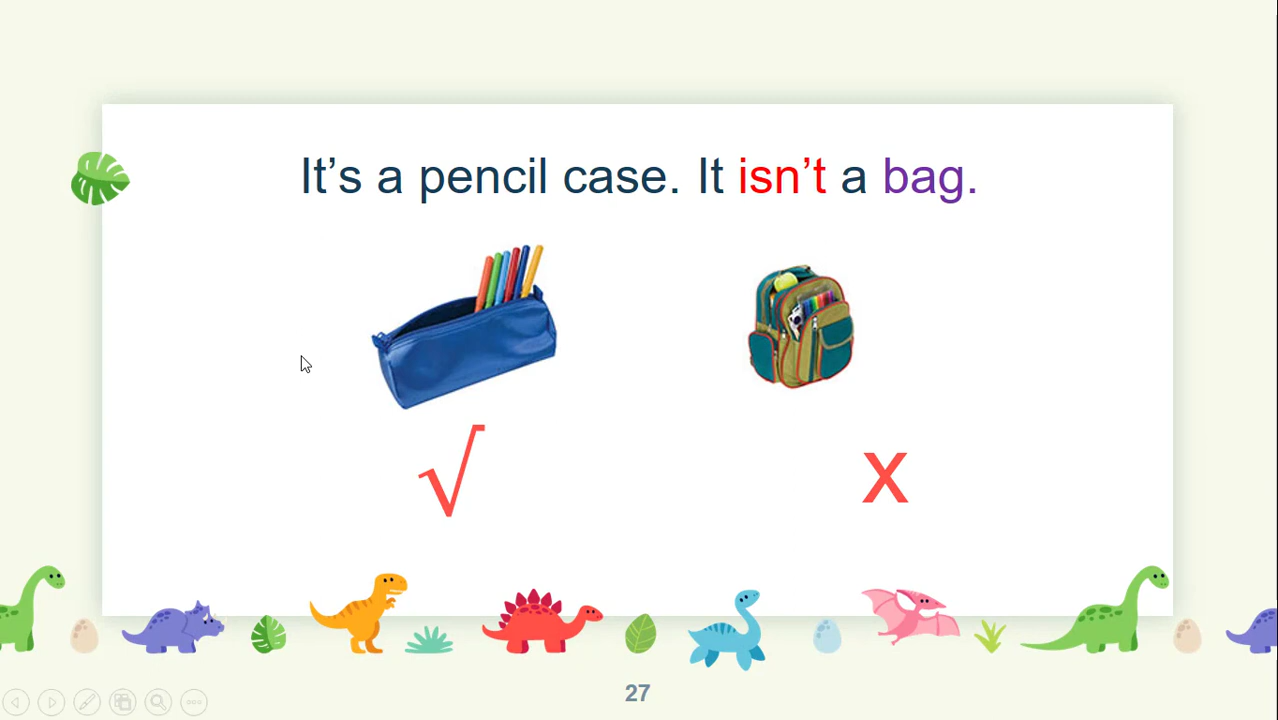 It’s a pencil case. It isn’t a bag.
√ x
27